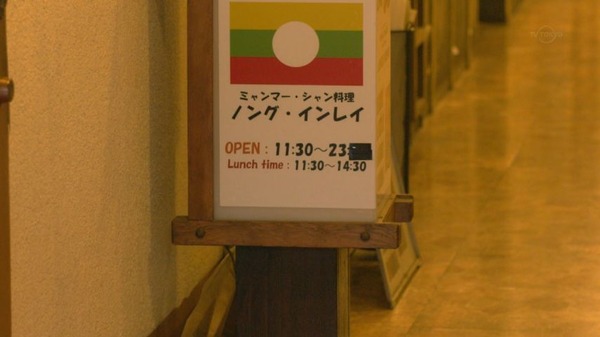 ミャンマー・シャン料理
ノング・インレイ
OPEN : 11:30〜23
Lunch time : 11:30〜14:30